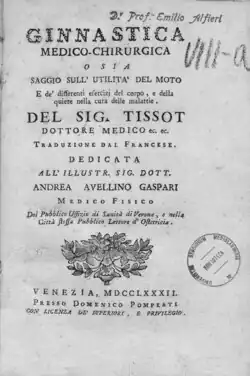 Dr. Prof. Emilio Alfieri
VIII-a
GINNASTICA
MEDICO-CHIRURGICA
OSIA
SAGGIO SULL' UTILITA' DEL MOTO
E de' differenti esercizi del corpo, e della
quiete nella cura delle malattie.
DEL SIG. TISSOT
DOTTORE MEDICO ec. ec.
TRADUZIONE DAL FRANCESE.
DEDICATA
ALL' ILLUSTR. SIG. DOTT.
ANDREA AVELLINO GASPARI
MEDICO FISICO
Del Pubblico Uffizio di Sanità di Verona, e nella
Città stessa Pubblico Lettore d' Ostetricia.
VENEZIA, MDCCLXXXII.
PRESSO DOMENICO POMPEATI
CON LICENZA DE' SUPERIORI, E PRIVILEGIO.